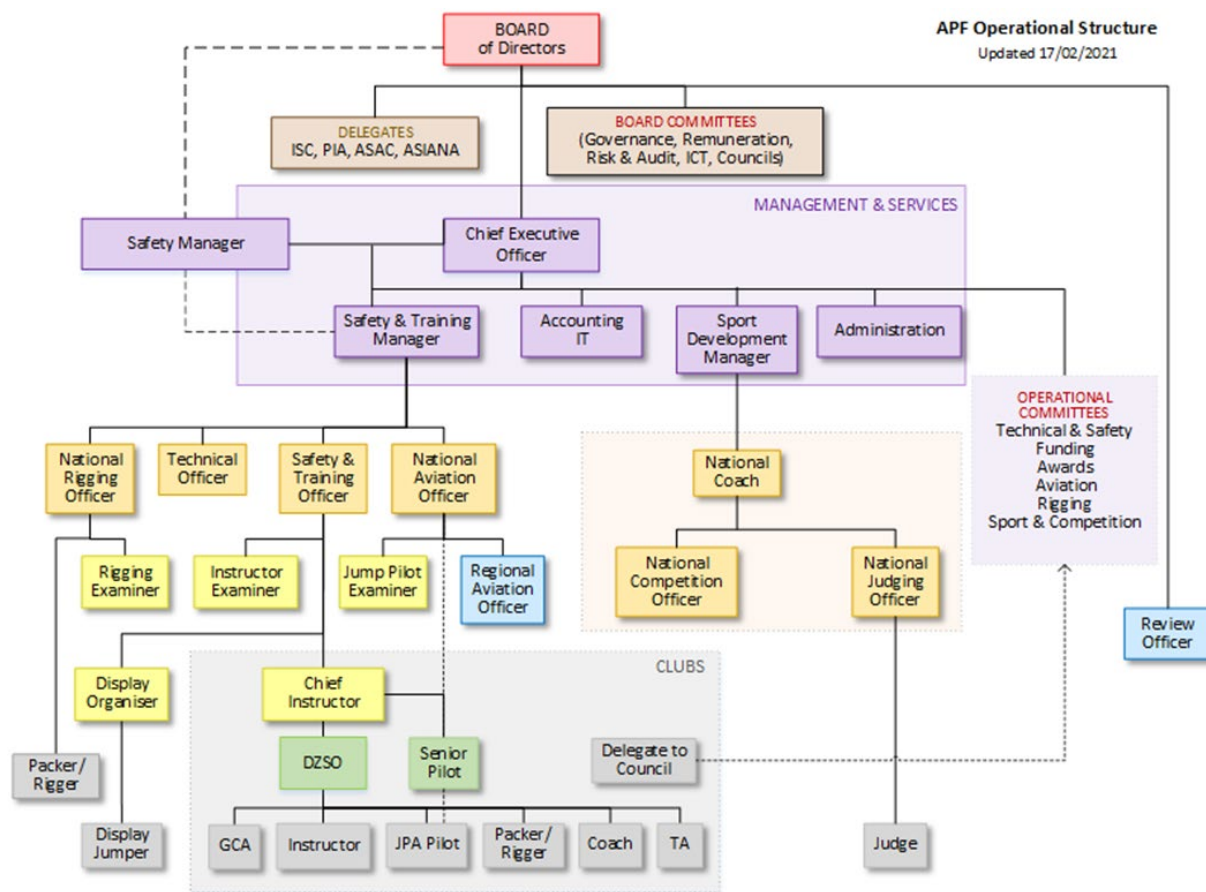 BOARD
of Directors
APF Operational Structure
Updated 17/02/2021
DELEGATES
ISC, PIA, ASAC, ASIANA
BOARD COMMITTEES
(Governance, Remuneration,
Risk & Audit, ICT, Councils)
MANAGEMENT & SERVICES
Safety Manager
Chief Executive
Officer
Safety & Training
Manager
Accounting
IT
Sport
Development
Manager
Administration
OPERATIONAL
COMMITTEES
Technical & Safety
Funding
Awards
Aviation
Rigging
Sport & Competition
National
Rigging
Officer
Technical
Officer
Safety &
Training
Officer
National
Aviation
Officer
National
Coach
Rigging
Examiner
Instructor
Examiner
Jump Pilot
Examiner
Regional
Aviation
Officer
National
Competition
Officer
National
Judging
Officer
Review
Officer
CLUBS
Display
Organiser
Chief
Instructor
Packer/
Rigger
DZSO
Senior
Pilot
Delegate to
Council
Display
Jumper
GCA
Instructor
JPA Pilot
Packer/
Rigger
Coach
TA
Judge